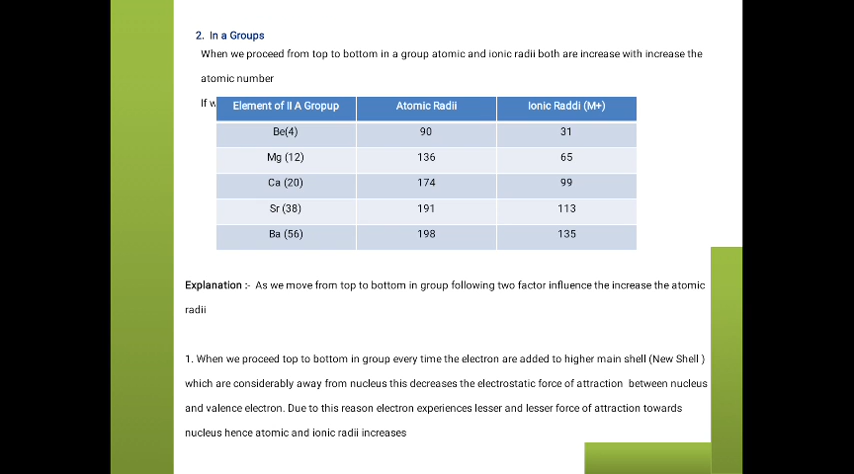 2. In a Groups
When we proceed from top to bottom in a group atomic and ionic radii both are increase with increase the
atomic number
If
Element of II A Gropup Atomic Radii Ionic Raddi (M+)
Be(4) 90 31
Mg (12) 136 65
Ca (20) 174 99
Sr (38) 191 113
Ba (56) 198 135
Explanation :- As we move from top to bottom in group following two factor influence the increase the atomic
radii
1. When we proceed top to bottom in group every time the electron are added to higher main shell (New Shell )
which are considerably away from nucleus this decreases the electrostatic force of attraction between nucleus
and valence electron. Due to this reason electron experiences lesser and lesser force of attraction towards
nucleus hence atomic and ionic radii increases